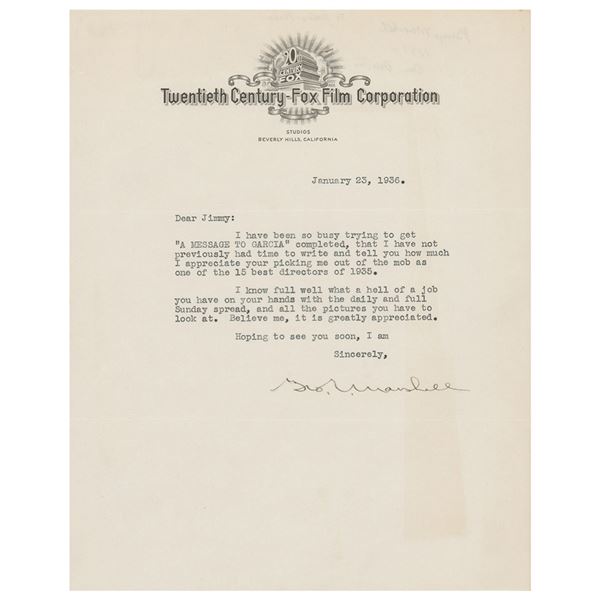 20
CENTURY
FOX
Twentieth Century-Fox Film Corporation
STUDIOS
BEVERLY HILLS, CALIFORNIA
January 23, 1936.
Dear Jimmy:
I have been so busy trying to get
"A MESSAGE TO GARCIA" completed, that I have not
previously had time to write and tell you how much
I appreciate your picking me out of the mob as
one of the 15 best directors of 1935.
I know full well what a hell of a job
you have on your hands with the daily and full
Sunday spread, and all the pictures you have to
look at. Believe me, it is greatly appreciated.
Hoping to see you soon, I am
Sincerely,
Geo. E. Marshall